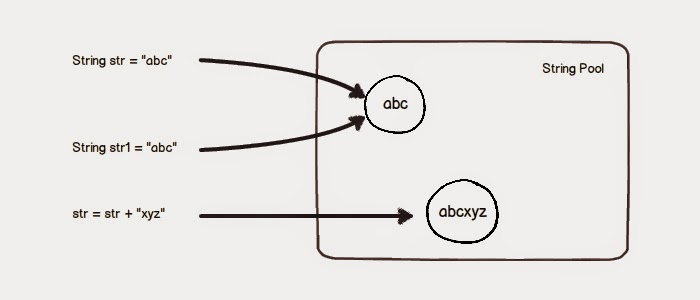 String str = "abc"
String Pool
abc
String str1 = "abc"
str = str + "xyz"
abcxyz